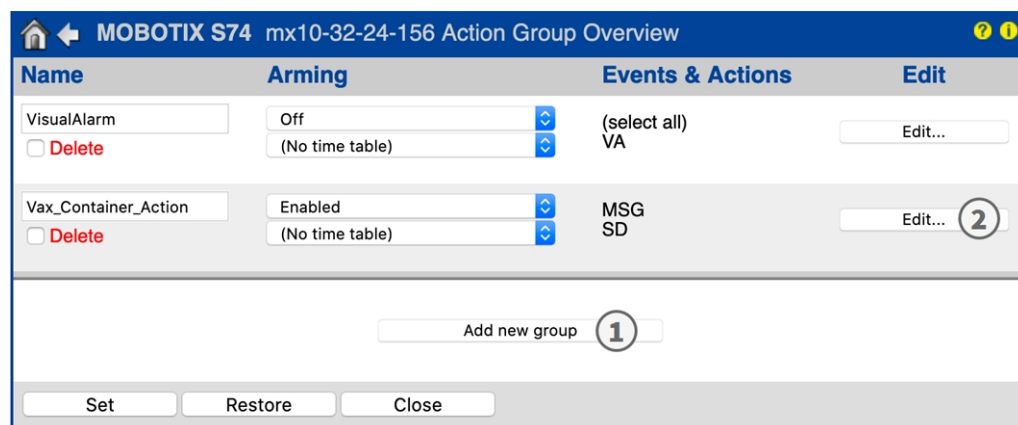 MOBOTIX S74 mx10-32-24-156 Action Group Overview ? i
Name Arming Events & Actions Edit
VisualAlarm Off (select all) Edit...
Delete (No time table) VA
Vax_Container_Action Enabled MSG Edit... 2
Delete (No time table) SD
Add new group 1
Set Restore Close